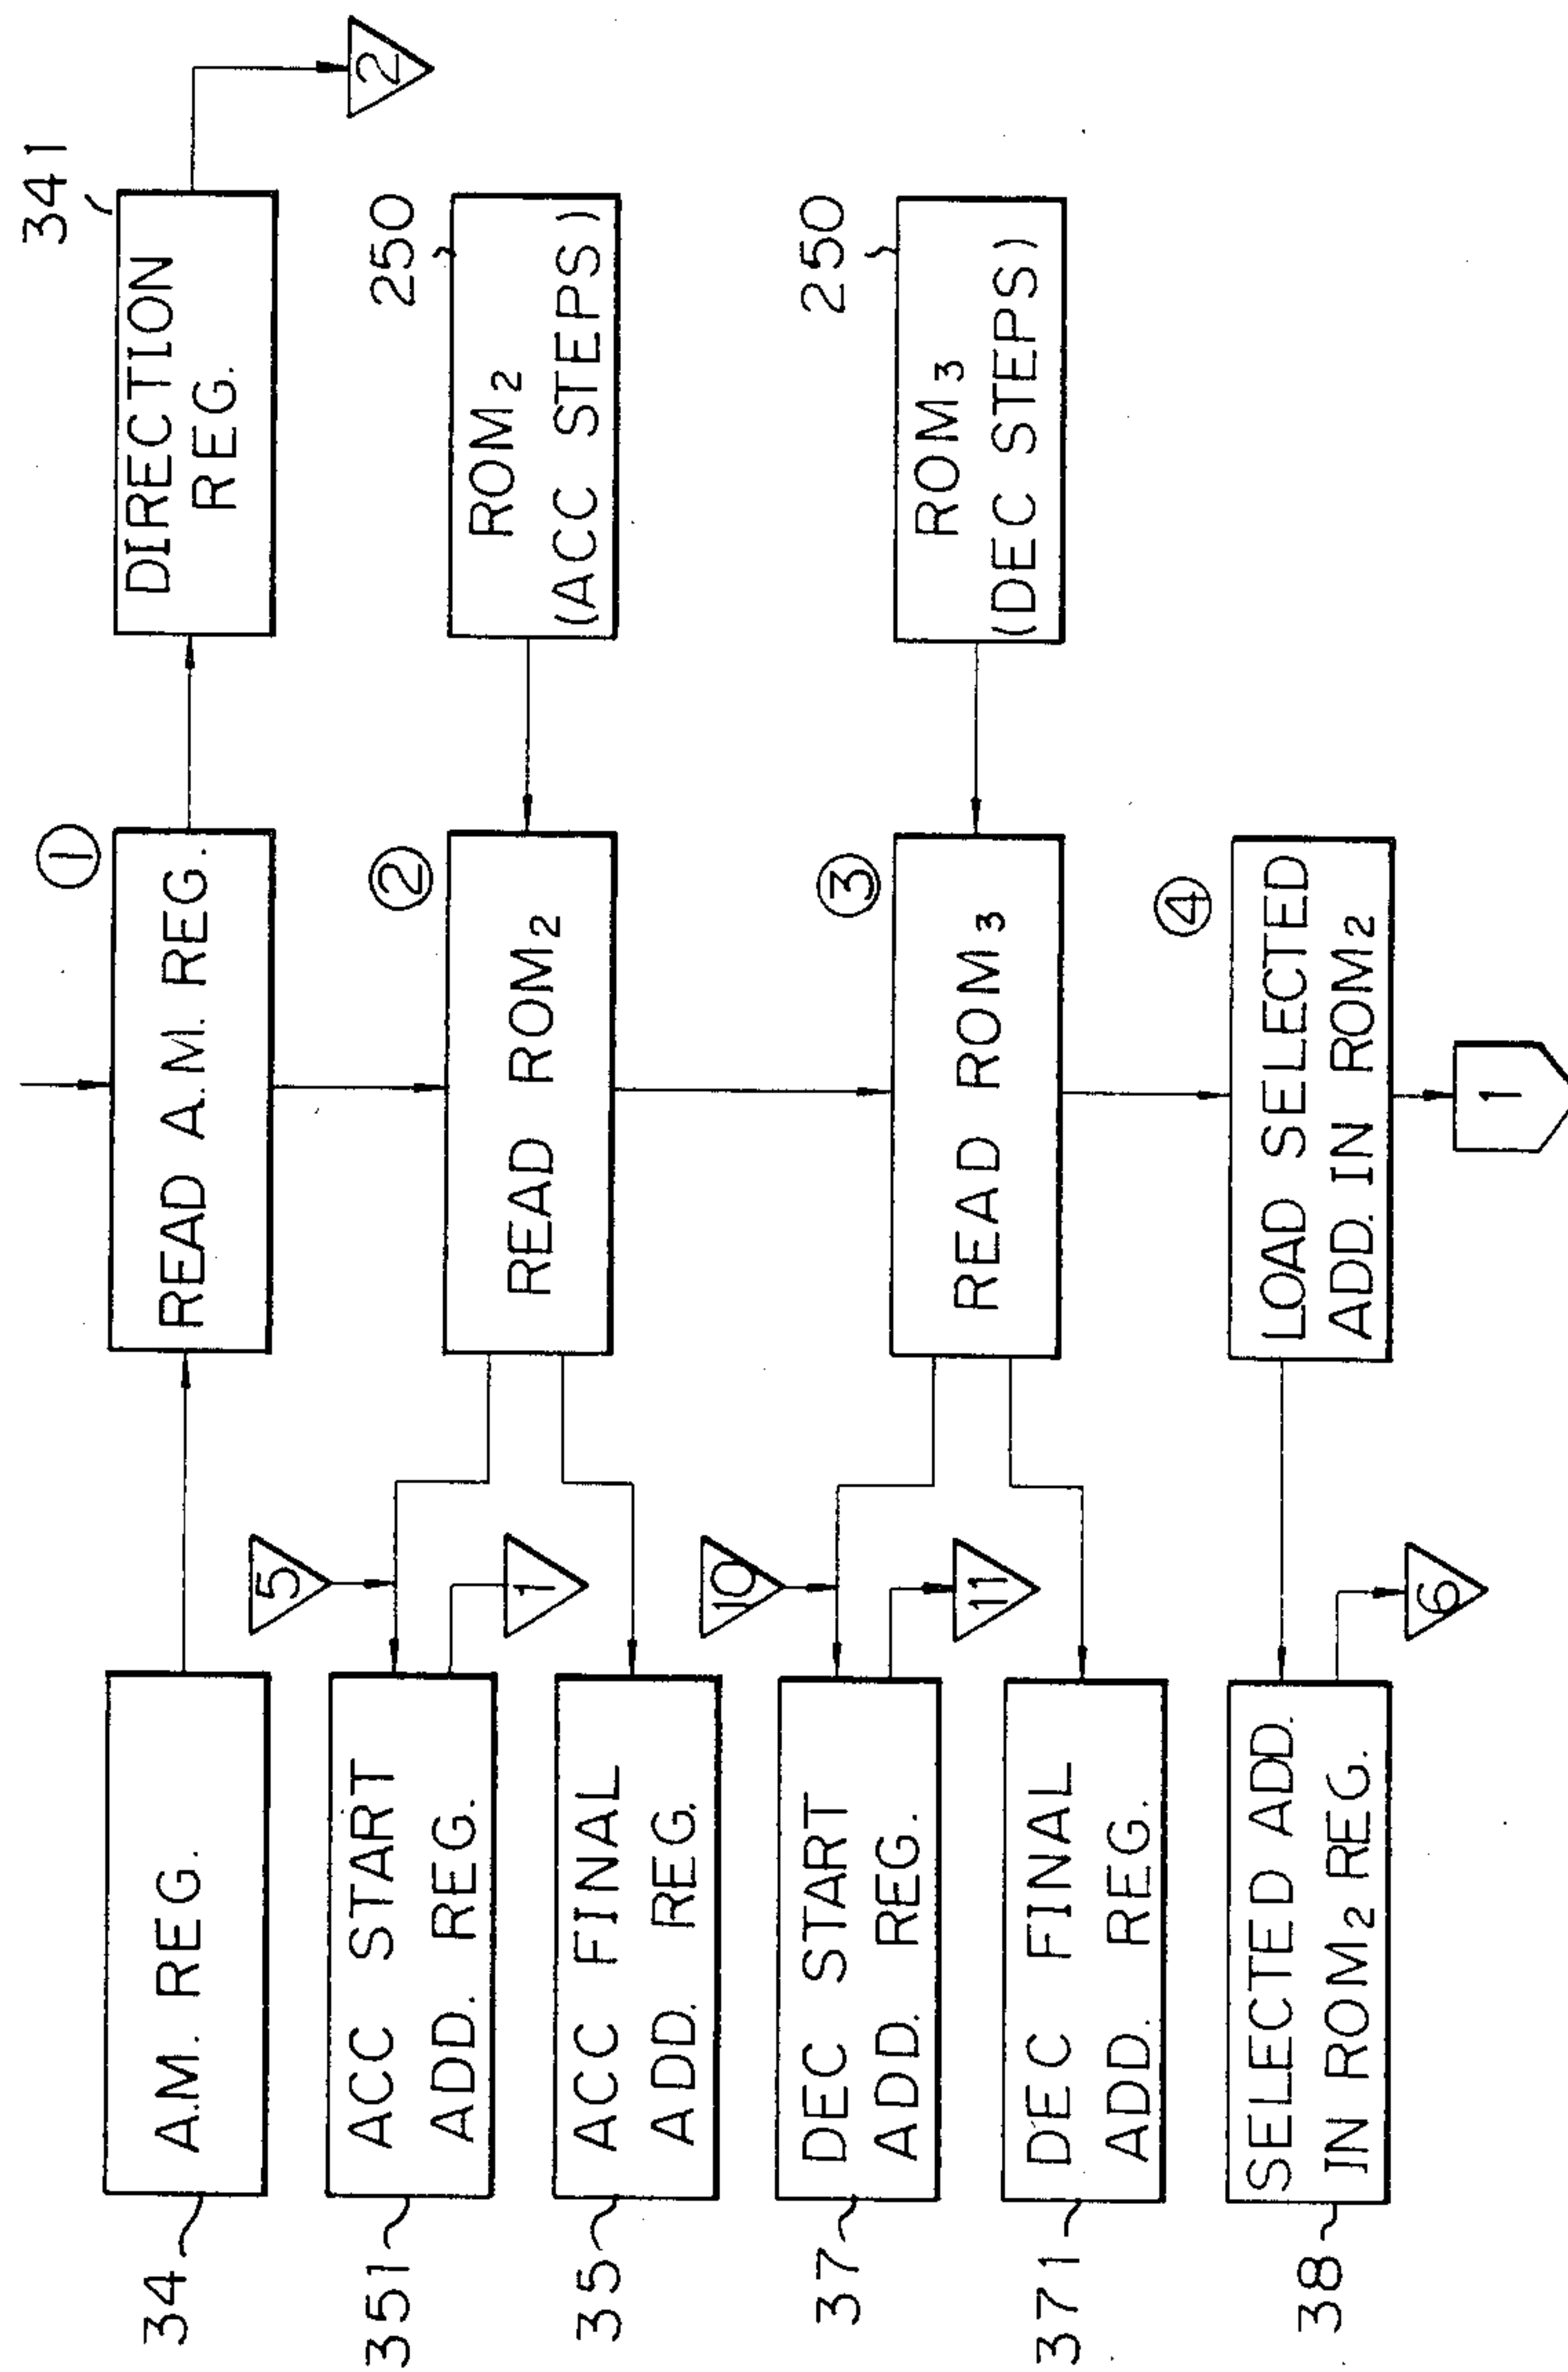 34
A.M. REG.
①
READ A.M. REG.
341
DIRECTION
REG.
2
351
ACC START
ADD. REG.
5
1
②
READ ROM₂
250
ROM₂
(ACC STEPS)
35
ACC FINAL
ADD. REG.
37
DEC START
ADD. REG.
10
11
③
READ ROM₃
250
ROM₃
(DEC STEPS)
371
DEC FINAL
ADD. REG.
38
SELECTED ADD.
IN ROM₂ REG.
6
④
LOAD SELECTED
ADD. IN ROM₂
1